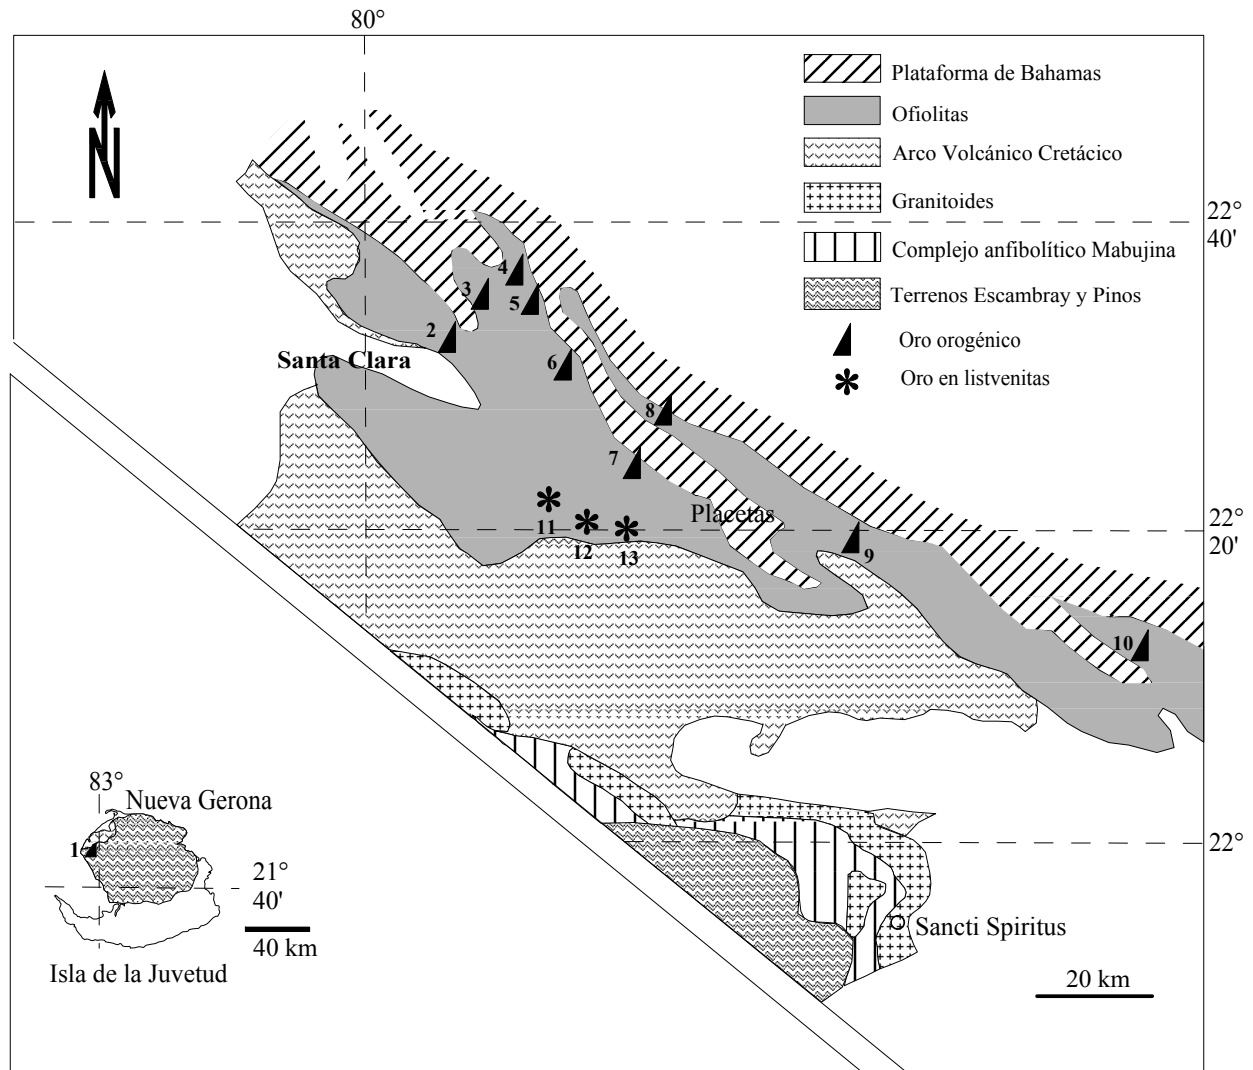 80°
N
Plataforma de Bahamas
Ofiolitas
Arco Volcánico Cretácico
Granitoides
Complejo anfibolítico Mabujina
Terrenos Escambray y Pinos
Oro orogénico
Oro en listvenitas
22°
40'
4
3
5
2
Santa Clara
6
8
7
Placetas
11
12
13
9
22°
20'
10
83°
Nueva Gerona
1
21°
40'
40 km
Isla de la Juvetud
22°
Sancti Spiritus
20 km